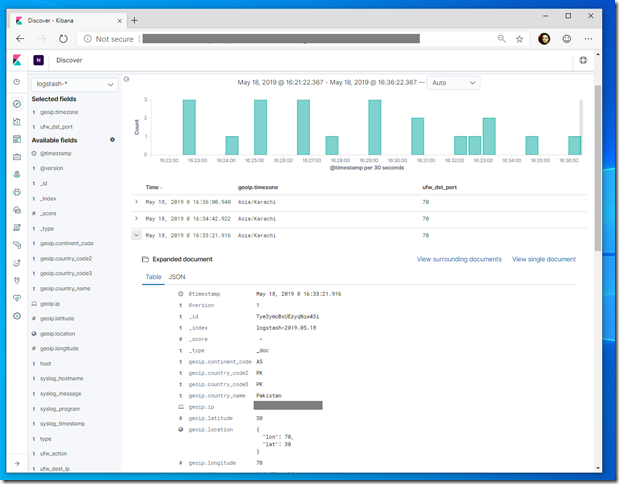 Discover - Kibana
Not secure
N
Discover
logstash-*
May 18, 2019 @ 16:21:22.367 - May 18, 2019 @ 16:36:22.367 —
Auto
Selected fields
t geoip.timezone
t ufw_dst_port
Available fields
@timestamp
t @version
t _id
t _index
# _score
t _type
t geoip.continent_code
t geoip.country_code2
t geoip.country_code3
t geoip.country_name
geoip.ip
# geoip.latitude
geoip.location
# geoip.longitude
t host
t syslog_hostname
t syslog_message
t syslog_program
t syslog_timestamp
t type
t ufw_action
t ufw_dest_ip
Count
3
2
1
0
16:22:00 16:23:00 16:24:00 16:25:00 16:26:00 16:27:00 16:28:00 16:29:00 16:30:00 16:31:00 16:32:00 16:33:00 16:34:00 16:35:00 16:36:00
@timestamp per 30 seconds
Time geoip.timezone ufw_dst_port
May 18, 2019 @ 16:36:00.940 Asia/Karachi 70
May 18, 2019 @ 16:34:42.922 Asia/Karachi 70
May 18, 2019 @ 16:33:21.916 Asia/Karachi 70
Expanded document View surrounding documents View single document
Table JSON
@timestamp May 18, 2019 @ 16:33:21.916
t @version 1
t _id
t _index logstash-2019.05.18
# _score -
t _type _doc
t geoip.continent_code AS
t geoip.country_code2 PK
t geoip.country_code3 PK
t geoip.country_name Pakistan
geoip.ip
# geoip.latitude 30
geoip.location {
"lon": 70,
"lat": 30
}
# geoip.longitude 70